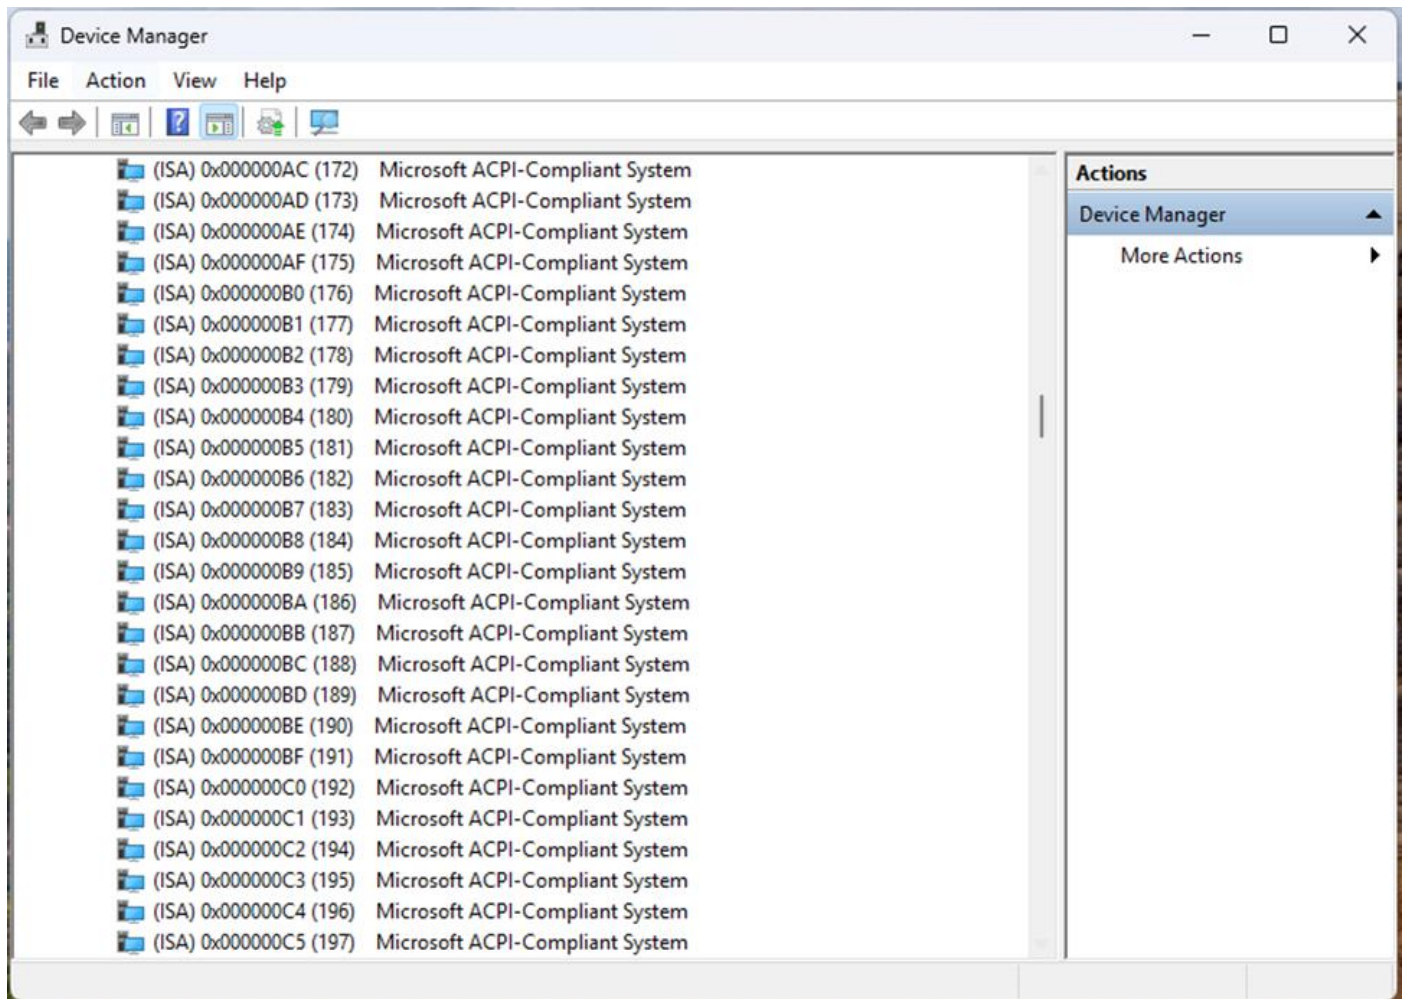 Device Manager
File Action View Help
(ISA) 0x000000AC (172) Microsoft ACPI-Compliant System
(ISA) 0x000000AD (173) Microsoft ACPI-Compliant System
(ISA) 0x000000AE (174) Microsoft ACPI-Compliant System
(ISA) 0x000000AF (175) Microsoft ACPI-Compliant System
(ISA) 0x000000B0 (176) Microsoft ACPI-Compliant System
(ISA) 0x000000B1 (177) Microsoft ACPI-Compliant System
(ISA) 0x000000B2 (178) Microsoft ACPI-Compliant System
(ISA) 0x000000B3 (179) Microsoft ACPI-Compliant System
(ISA) 0x000000B4 (180) Microsoft ACPI-Compliant System
(ISA) 0x000000B5 (181) Microsoft ACPI-Compliant System
(ISA) 0x000000B6 (182) Microsoft ACPI-Compliant System
(ISA) 0x000000B7 (183) Microsoft ACPI-Compliant System
(ISA) 0x000000B8 (184) Microsoft ACPI-Compliant System
(ISA) 0x000000B9 (185) Microsoft ACPI-Compliant System
(ISA) 0x000000BA (186) Microsoft ACPI-Compliant System
(ISA) 0x000000BB (187) Microsoft ACPI-Compliant System
(ISA) 0x000000BC (188) Microsoft ACPI-Compliant System
(ISA) 0x000000BD (189) Microsoft ACPI-Compliant System
(ISA) 0x000000BE (190) Microsoft ACPI-Compliant System
(ISA) 0x000000BF (191) Microsoft ACPI-Compliant System
(ISA) 0x000000C0 (192) Microsoft ACPI-Compliant System
(ISA) 0x000000C1 (193) Microsoft ACPI-Compliant System
(ISA) 0x000000C2 (194) Microsoft ACPI-Compliant System
(ISA) 0x000000C3 (195) Microsoft ACPI-Compliant System
(ISA) 0x000000C4 (196) Microsoft ACPI-Compliant System
(ISA) 0x000000C5 (197) Microsoft ACPI-Compliant System
Actions
Device Manager
More Actions